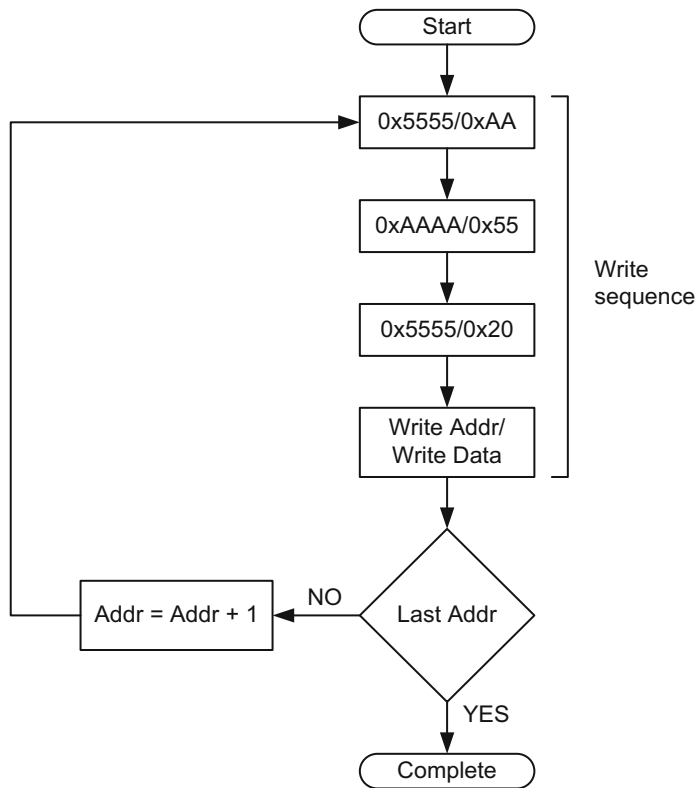 Start
0x5555/0xAA
0xAAAA/0x55
0x5555/0x20
Write Addr/
Write Data
Write
sequence
Last Addr
NO
Addr = Addr + 1
YES
Complete